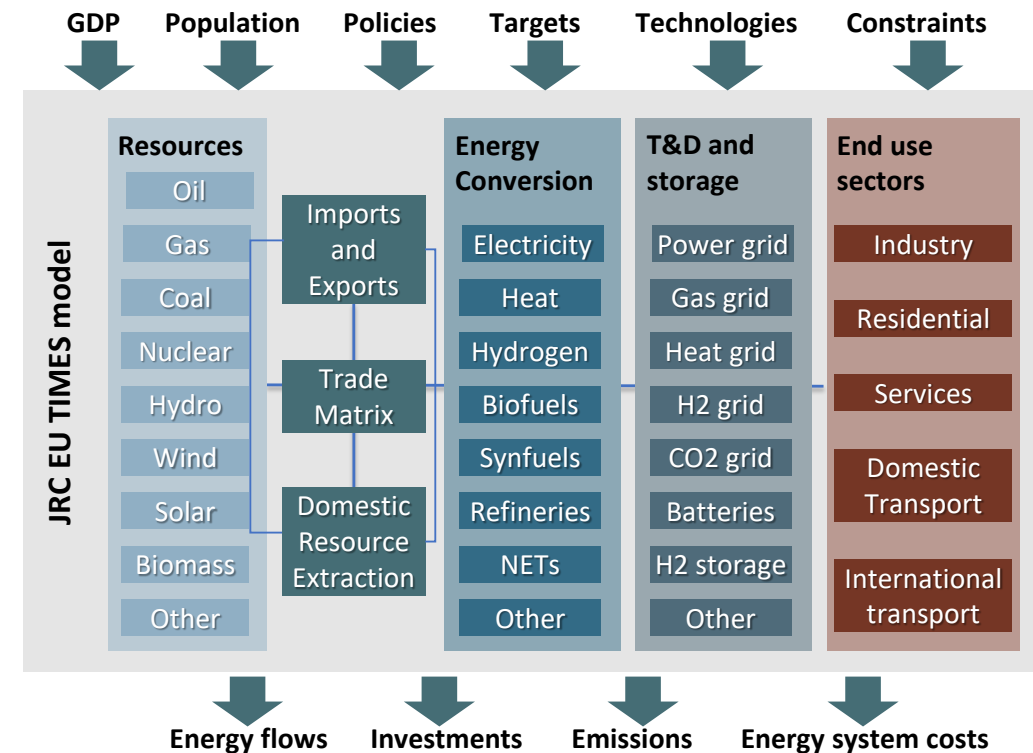 GDP
Population
Policies
Targets
Technologies
Constraints
JRC EU TIMES model
Resources
Oil
Gas
Coal
Nuclear
Hydro
Wind
Solar
Biomass
Other
Imports
and
Exports
Trade
Matrix
Domestic
Resource
Extraction
Energy
Conversion
Electricity
Heat
Hydrogen
Biofuels
Synfuels
Refineries
NETs
Other
T&D and
storage
Power grid
Gas grid
Heat grid
H2 grid
CO2 grid
Batteries
H2 storage
Other
End use
sectors
Industry
Residential
Services
Domestic
Transport
International
transport
Energy flows
Investments
Emissions
Energy system costs